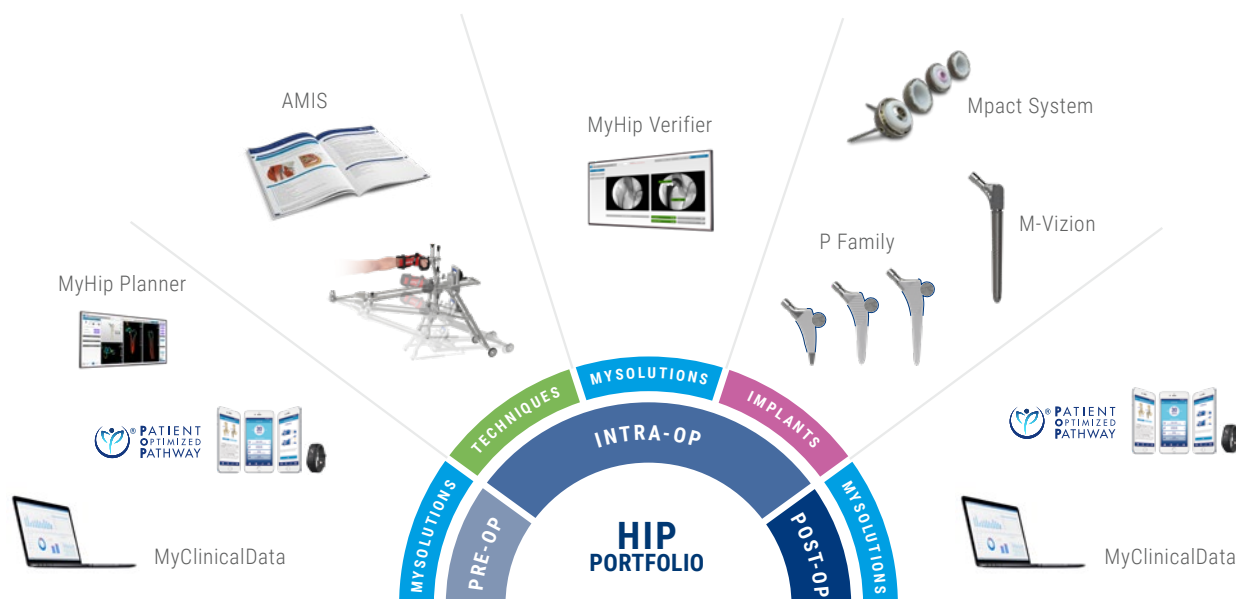 AMIS
MyHip Verifier
Mpact System
M-Vizion
P Family
MyHip Planner
® PATIENT
OPTIMIZED
PATHWAY
MyClinicalData
MYSOLUTIONS
TECHNIQUES
MYSOLUTIONS
IMPLANTS
MYSOLUTIONS
PRE-OP
INTRA-OP
POST-OP
HIP
PORTFOLIO
® PATIENT
OPTIMIZED
PATHWAY
MyClinicalData